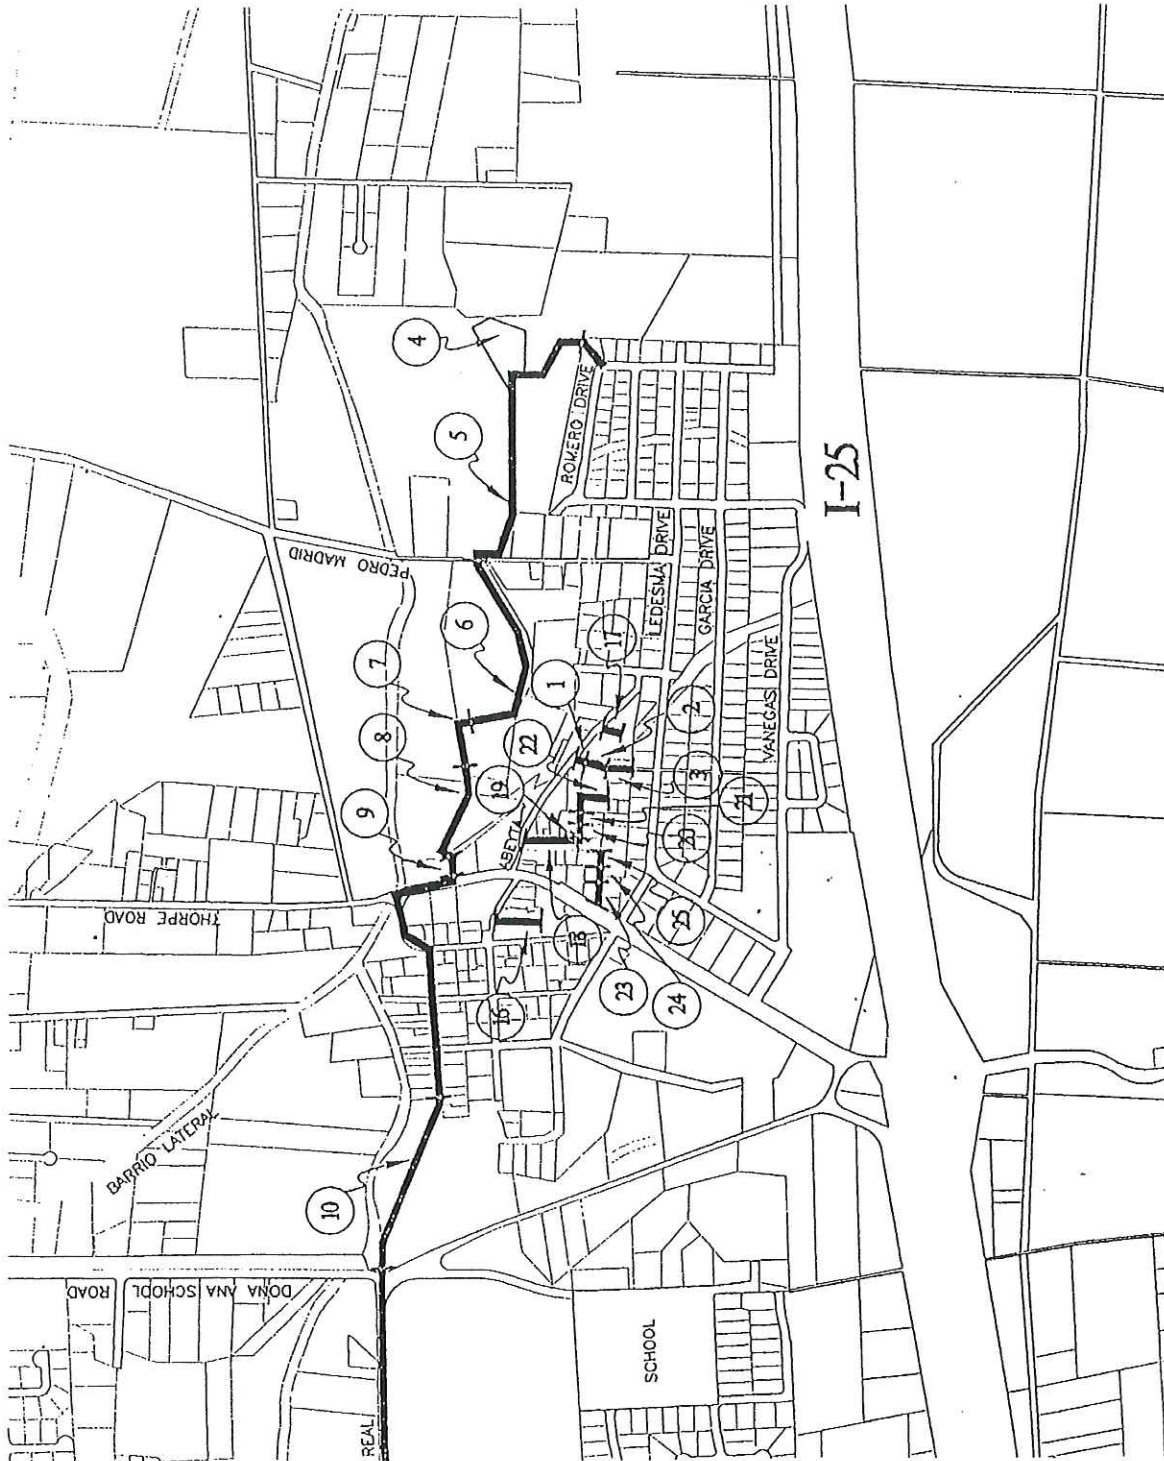 4
5
ROMERO DRIVE
I-25
PEDRO MADRID
LEDESMA DRIVE
GARCIA DRIVE
VANEGAS DRIVE
6
7
8
9
1
17
2
22
19
3
21
20
ABEYTA
THORPE ROAD
18
25
16
23
24
BARRIO LATERAL
10
DONA ANA SCHOOL ROAD
SCHOOL
REAL